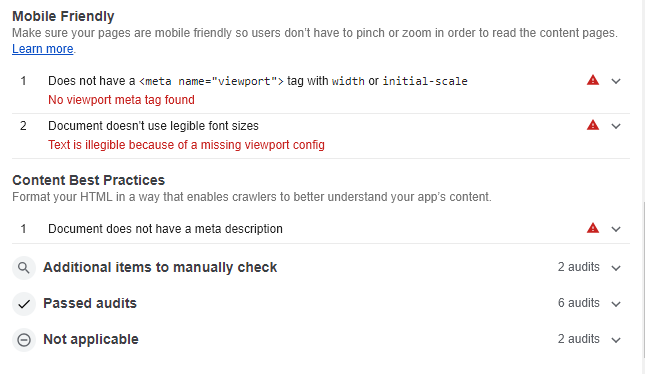 Mobile Friendly
Make sure your pages are mobile friendly so users don’t have to pinch or zoom in order to read the content pages.
Learn more.
1 Does not have a <meta name="viewport"> tag with width or initial-scale
No viewport meta tag found
2 Document doesn’t use legible font sizes
Text is illegible because of a missing viewport config
Content Best Practices
Format your HTML in a way that enables crawlers to better understand your app’s content.
1 Document does not have a meta description
Additional items to manually check 2 audits
Passed audits 6 audits
Not applicable 2 audits